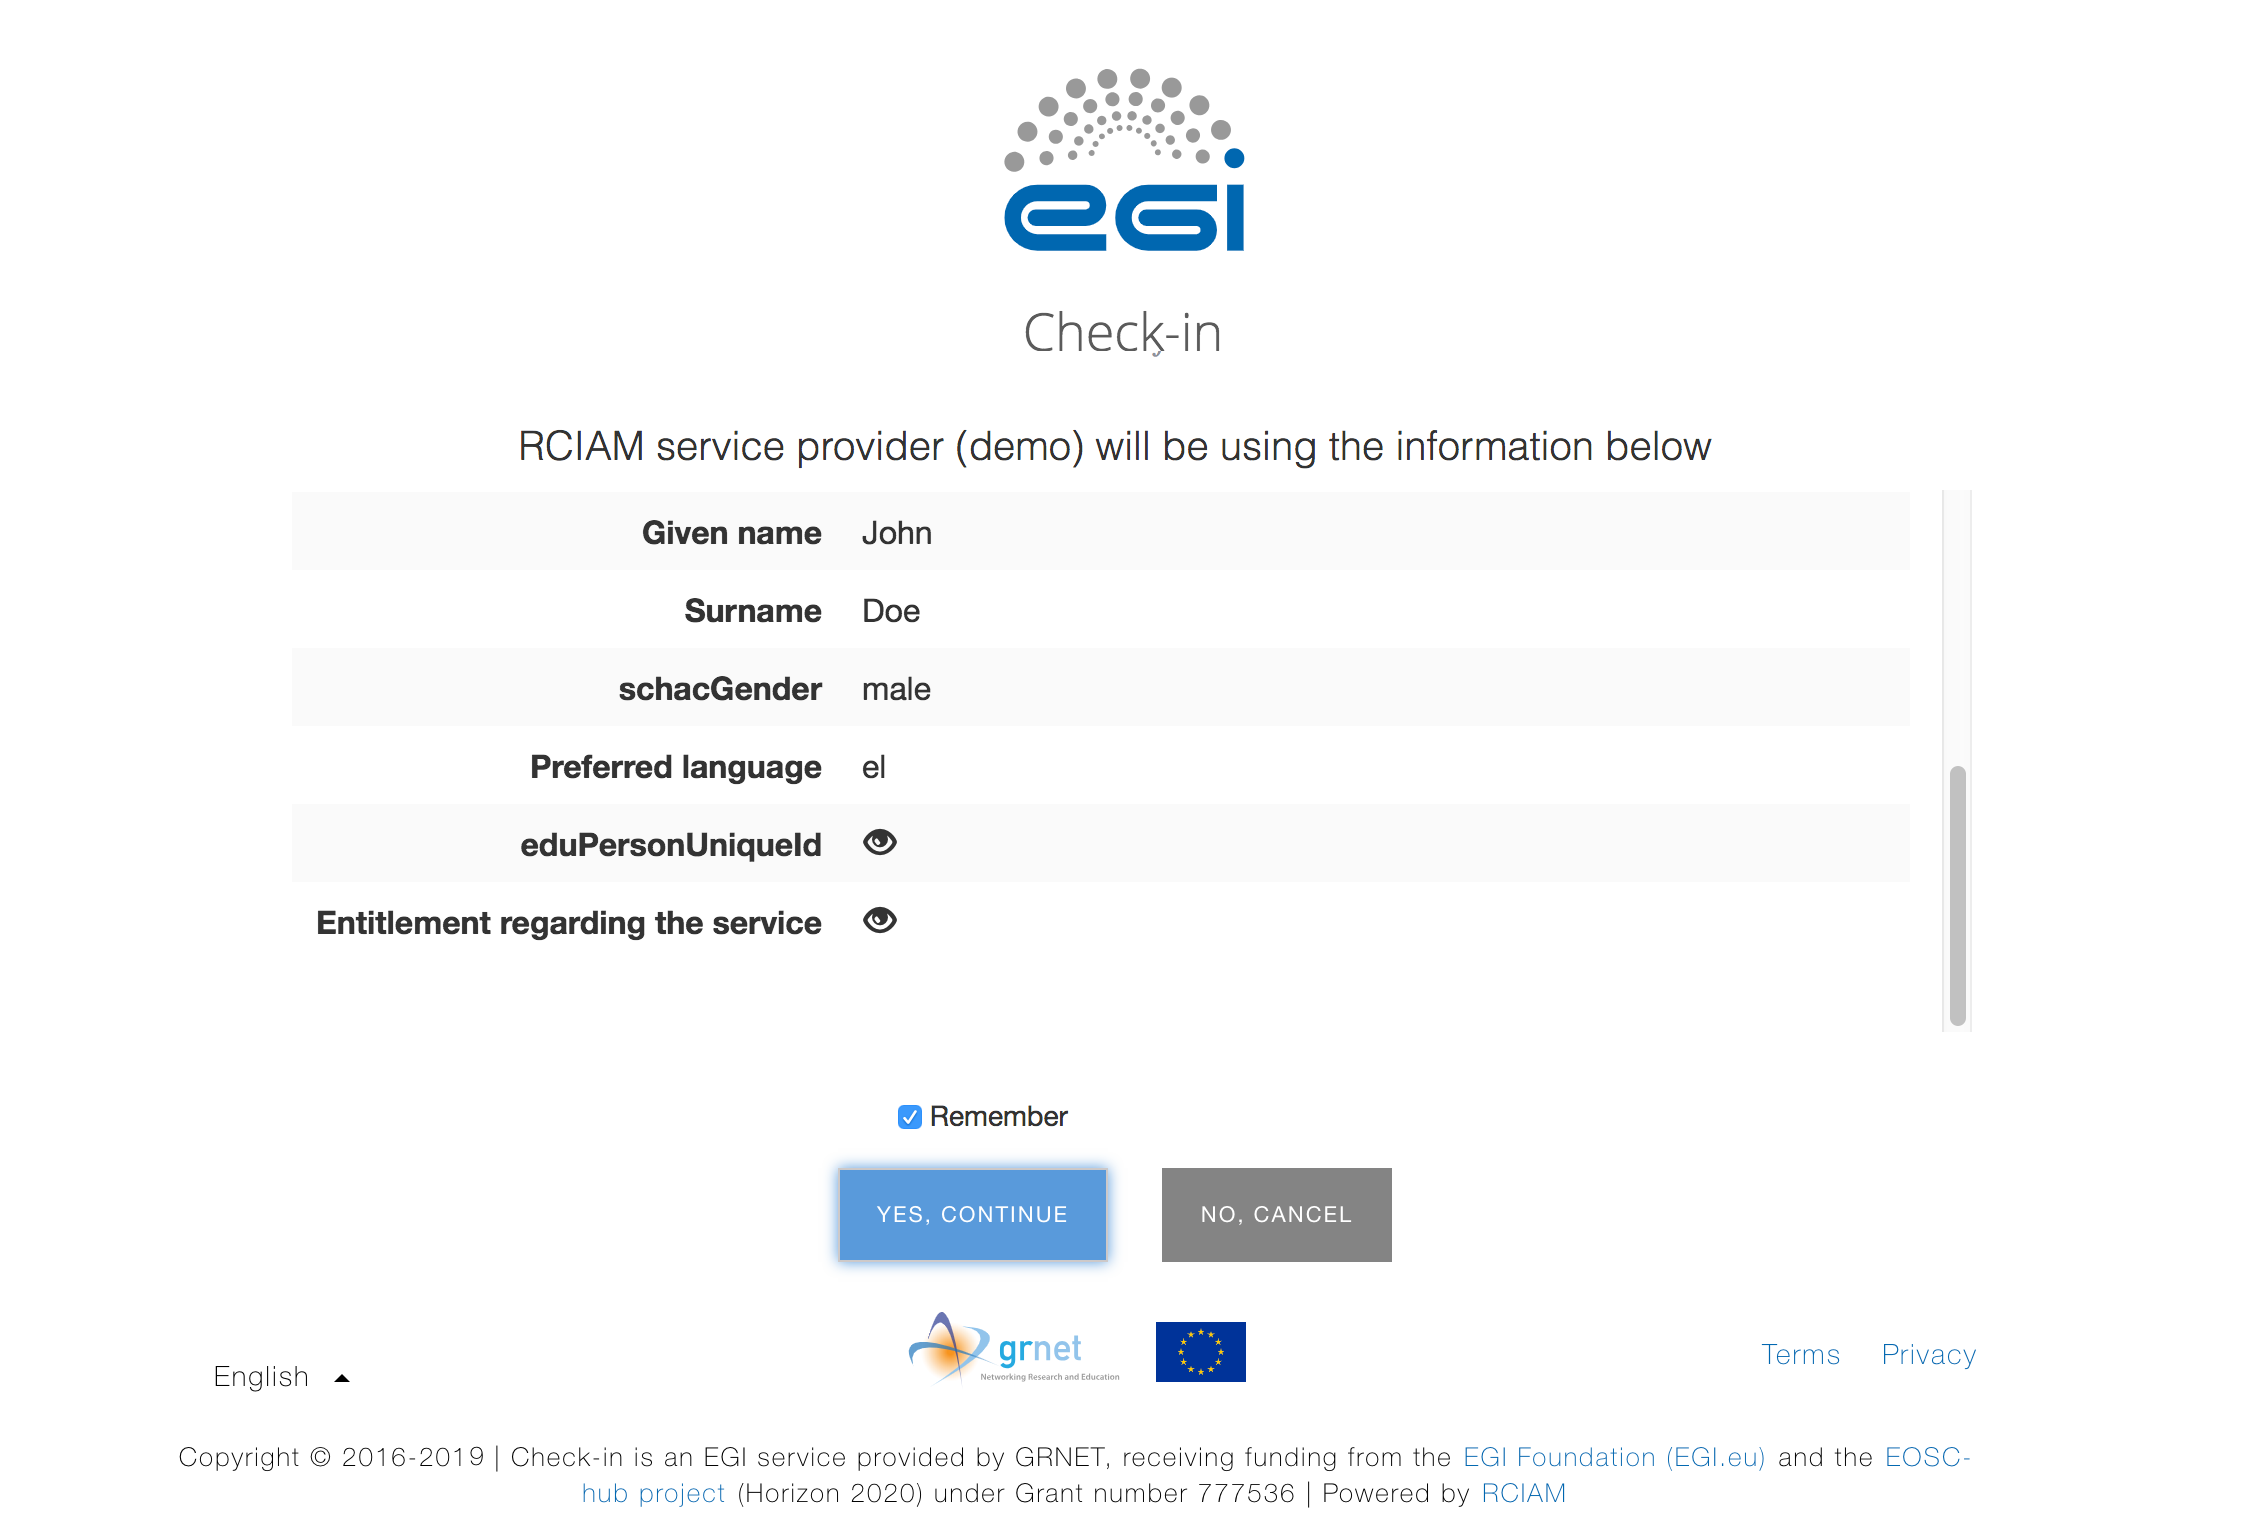 egi
Check-in
RCIAM service provider (demo) will be using the information below
Given name John
Surname Doe
schacGender male
Preferred language el
eduPersonUniqueId
Entitlement regarding the service
Remember
YES, CONTINUE NO, CANCEL
grnet
Networking Research and Education
English
Terms Privacy
Copyright © 2016-2019 | Check-in is an EGI service provided by GRNET, receiving funding from the EGI Foundation (EGI.eu) and the EOSC-
hub project (Horizon 2020) under Grant number 777536 | Powered by RCIAM